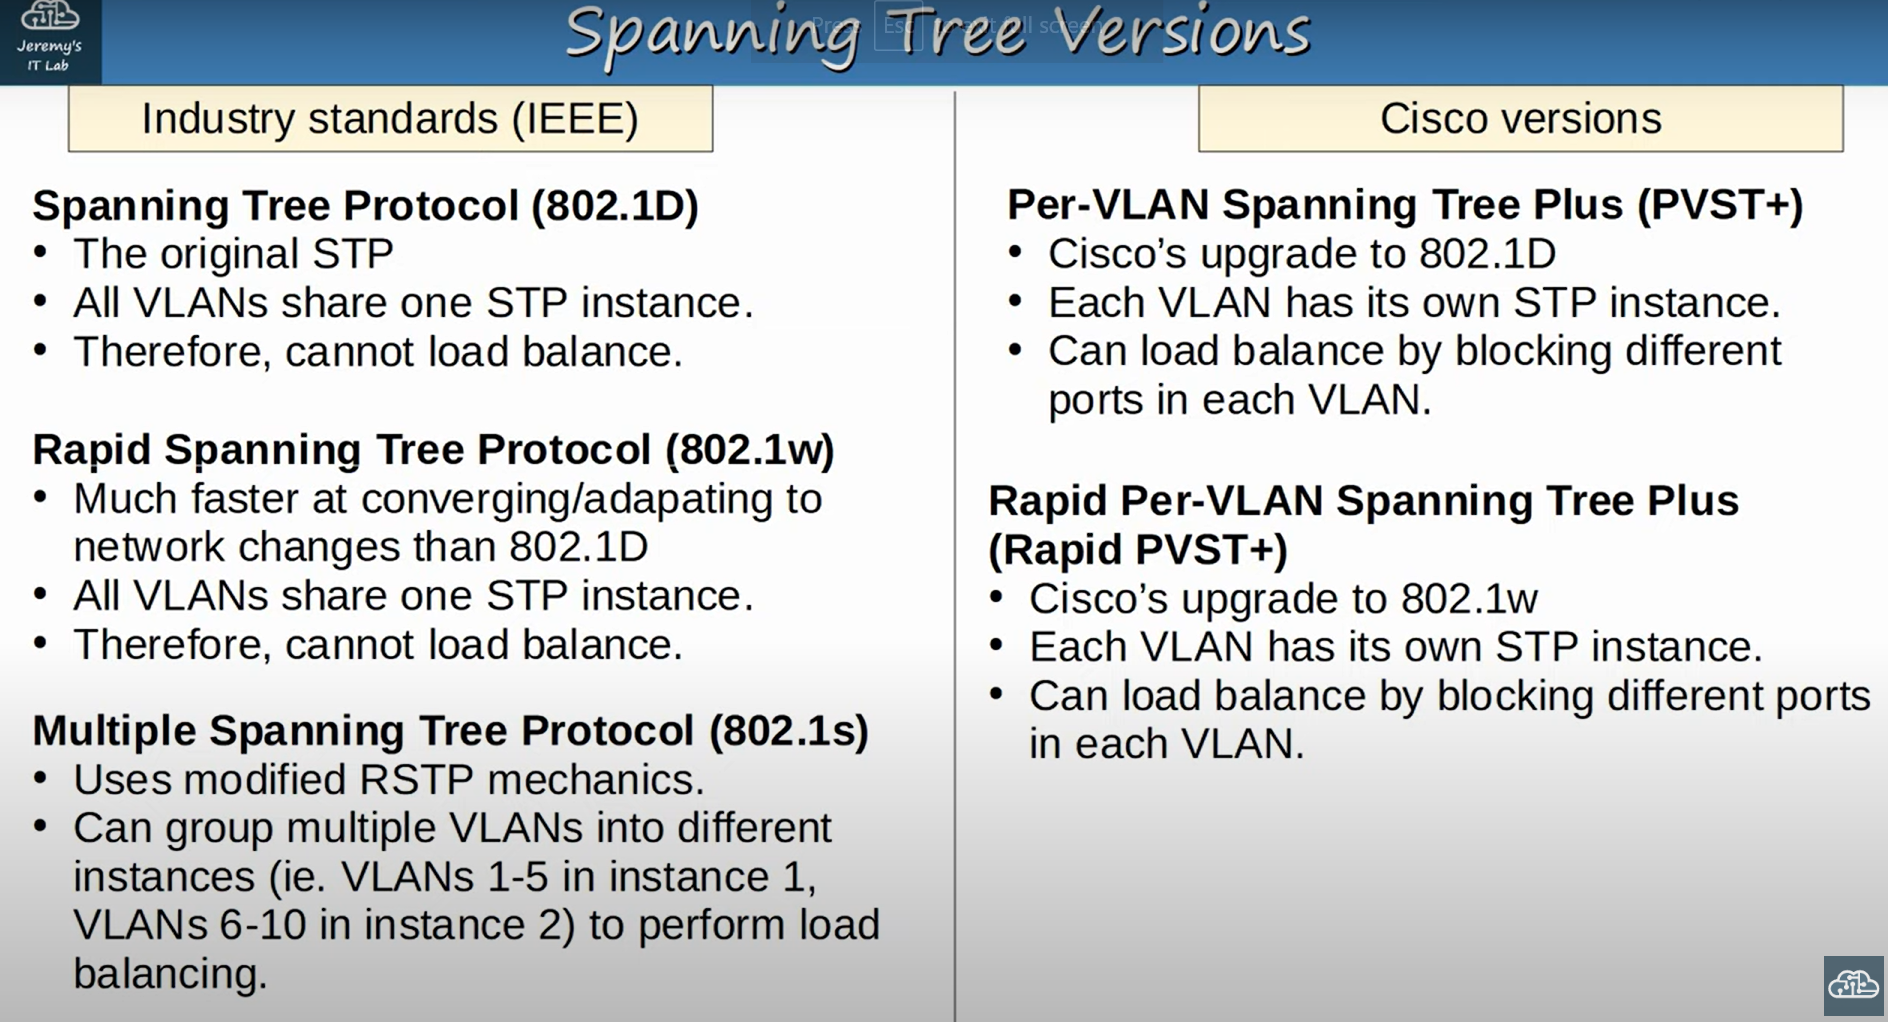 Jeremy's
IT Lab
Spanning Tree Versions
Press Esc to exit full screen
Industry standards (IEEE)
Spanning Tree Protocol (802.1D)
• The original STP
• All VLANs share one STP instance.
• Therefore, cannot load balance.
Rapid Spanning Tree Protocol (802.1w)
• Much faster at converging/adapating to
network changes than 802.1D
• All VLANs share one STP instance.
• Therefore, cannot load balance.
Multiple Spanning Tree Protocol (802.1s)
• Uses modified RSTP mechanics.
• Can group multiple VLANs into different
instances (ie. VLANs 1-5 in instance 1,
VLANs 6-10 in instance 2) to perform load
balancing.
Cisco versions
Per-VLAN Spanning Tree Plus (PVST+)
• Cisco’s upgrade to 802.1D
• Each VLAN has its own STP instance.
• Can load balance by blocking different
ports in each VLAN.
Rapid Per-VLAN Spanning Tree Plus
(Rapid PVST+)
• Cisco’s upgrade to 802.1w
• Each VLAN has its own STP instance.
• Can load balance by blocking different ports
in each VLAN.